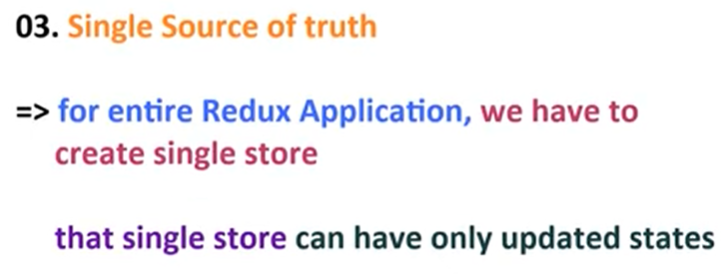 03. Single Source of truth
=> for entire Redux Application, we have to
create single store
that single store can have only updated states